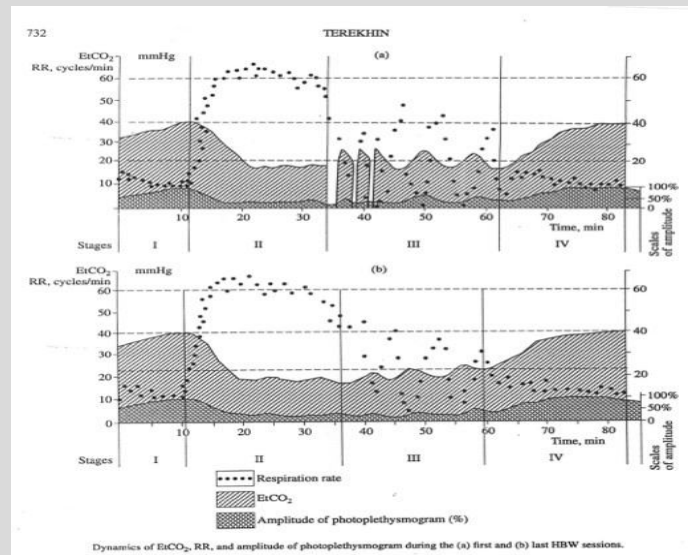 732 TEREKHIN
EtCO₂ mmHg (a)
RR, cycles/min
60 60
50
40 40
30
20 20
10 100%
50%
10 20 30 40 50 60 70 80 0
Time, min
Stages I II III IV
Scales of amplitude
EtCO₂ mmHg (b)
RR, cycles/min
60 60
50
40 40
30
20 20
10 100%
50%
0 10 20 30 40 50 60 70 80 0
Time, min
Stages I II III IV
Scales of amplitude
Respiration rate
EtCO₂
Amplitude of photoplethysmogram (%)
Dynamics of EtCO₂, RR, and amplitude of photoplethysmogram during the (a) first and (b) last HBW sessions.